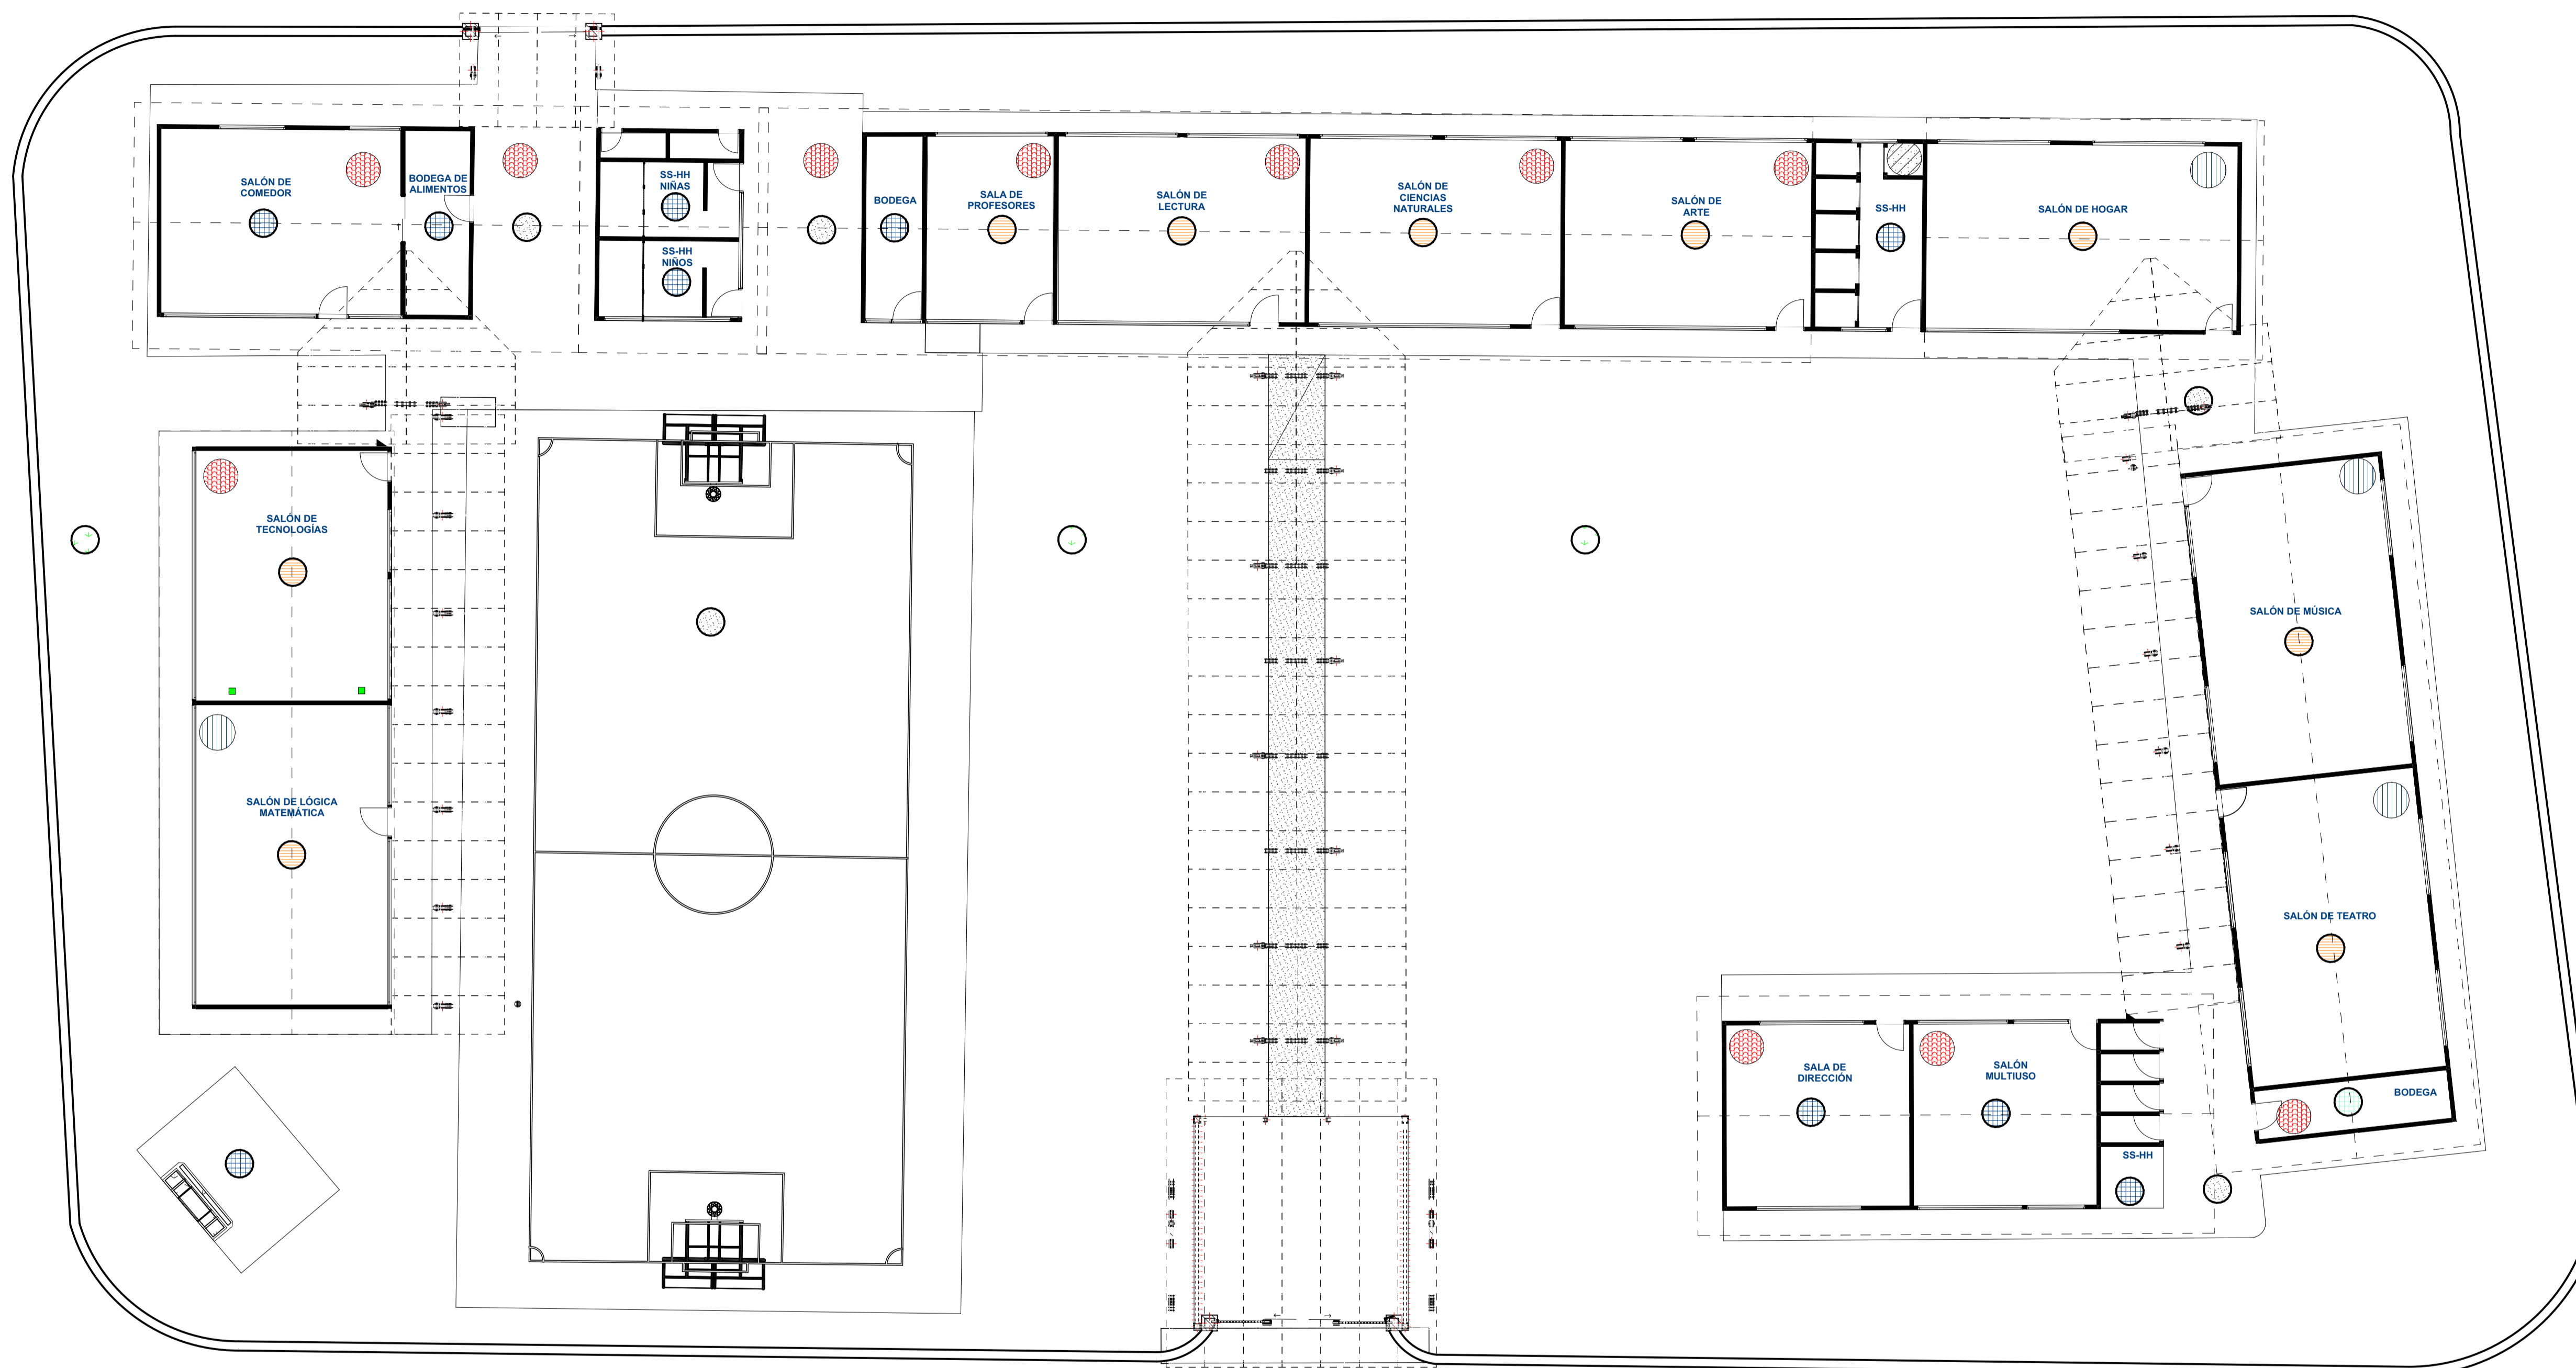 SALÓN DE
COMEDOR
BODEGA DE
ALIMENTOS
SS-HH
NIÑAS
SS-HH
NIÑOS
BODEGA
SALA DE
PROFESORES
SALÓN DE
LECTURA
SALÓN DE
CIENCIAS
NATURALES
SALÓN DE
ARTE
SS-HH
SALÓN DE HOGAR
SALÓN DE
TECNOLOGÍAS
SALÓN DE LÓGICA
MATEMÁTICA
SALÓN DE MÚSICA
SALÓN DE TEATRO
BODEGA
SALA DE
DIRECCIÓN
SALÓN
MULTIUSO
SS-HH